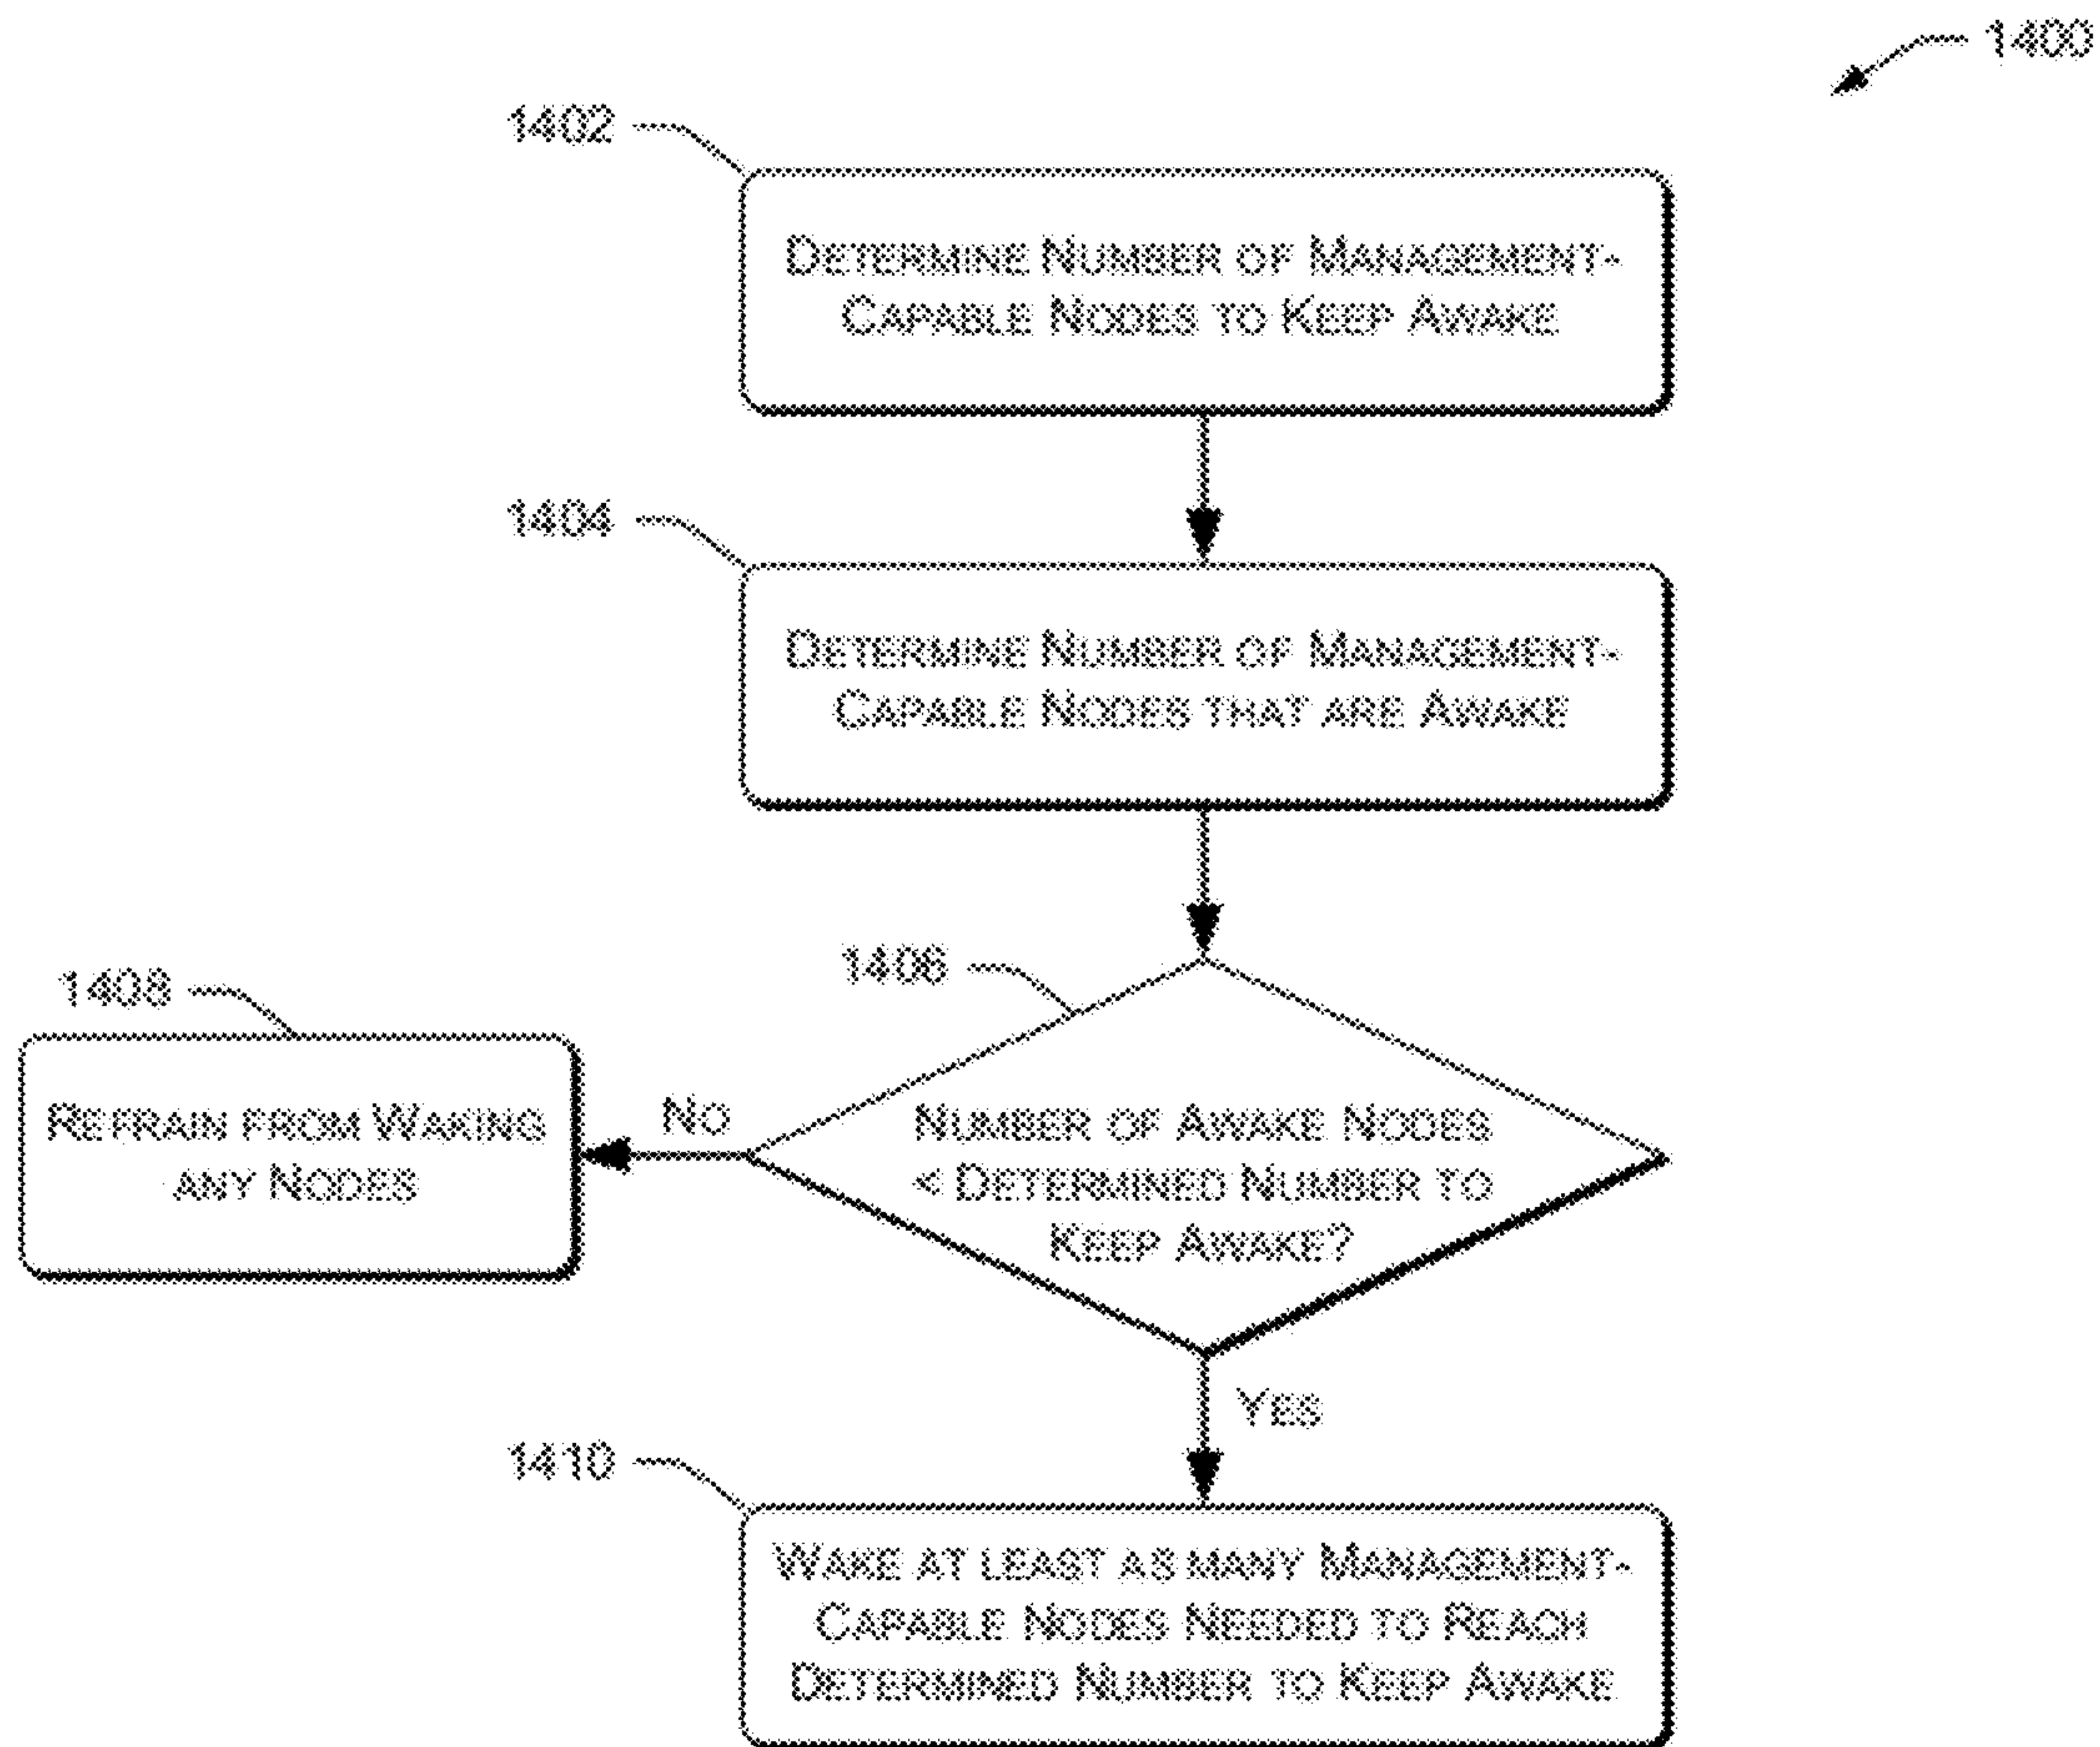 1400
1402
DETERMINE NUMBER OF MANAGEMENT-
CAPABLE NODES TO KEEP AWAKE
1404
DETERMINE NUMBER OF MANAGEMENT-
CAPABLE NODES THAT ARE AWAKE
1406
NUMBER OF AWAKE NODES
< DETERMINED NUMBER TO
KEEP AWAKE?
1408
NO
REFRAIN FROM WAKING
ANY NODES
YES
1410
WAKE AT LEAST AS MANY MANAGEMENT-
CAPABLE NODES NEEDED TO REACH
DETERMINED NUMBER TO KEEP AWAKE